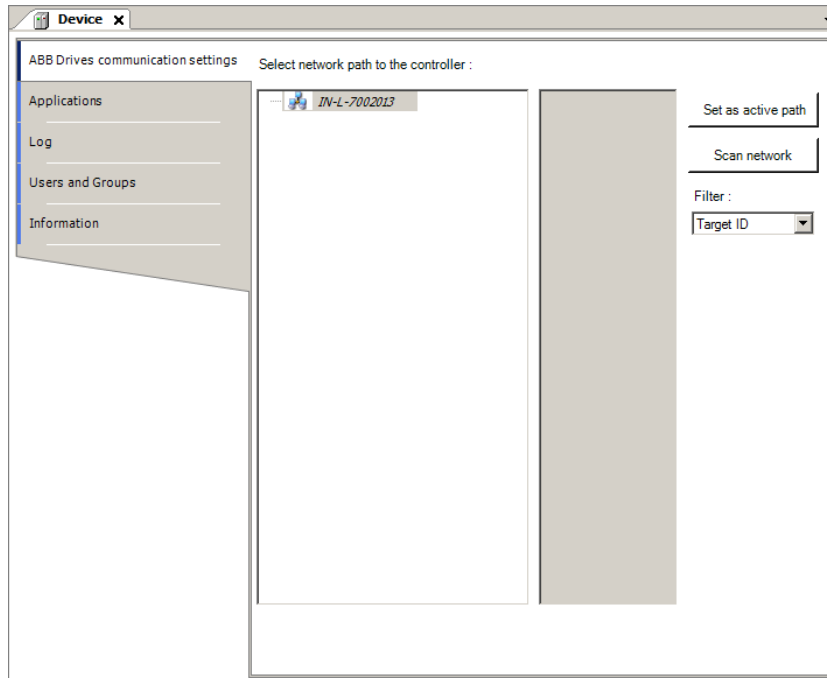 Device
ABB Drives communication settings
Applications
Log
Users and Groups
Information
Select network path to the controller :
IN-L-7002013
Set as active path
Scan network
Filter :
Target ID